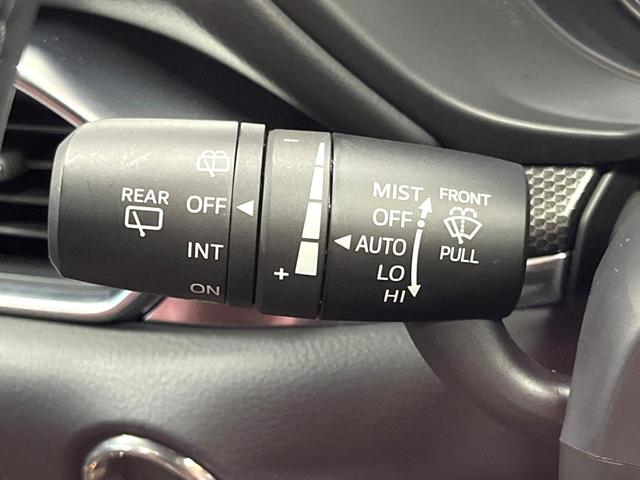 REAR
OFF
INT
ON
−
+
MIST
OFF
AUTO
LO
HI
FRONT
PULL